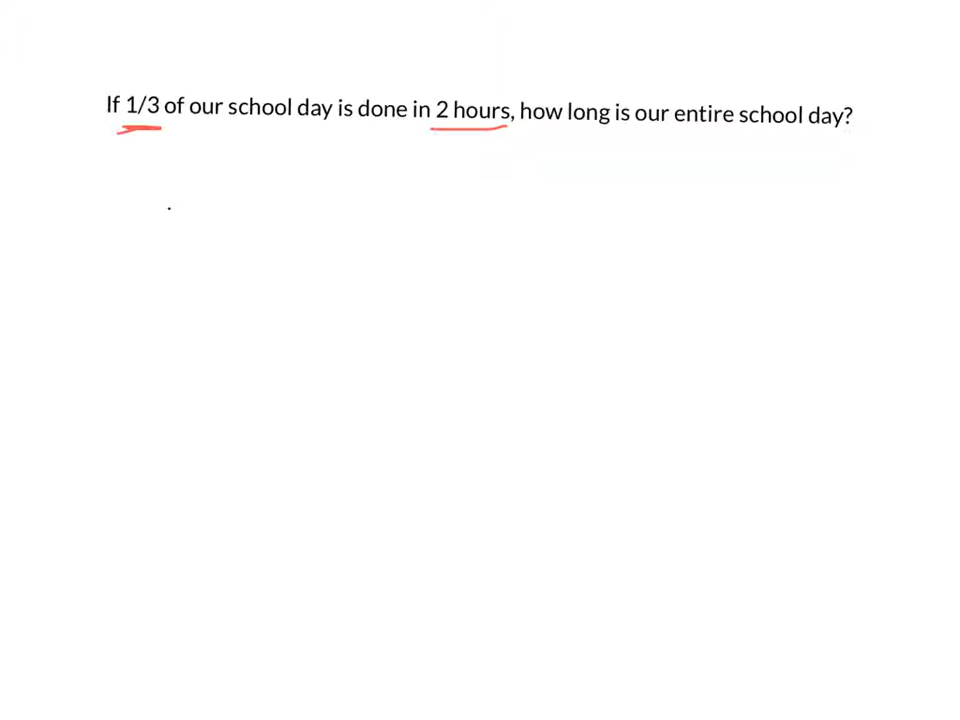 If 1/3 of our school day is done in 2 hours, how long is our entire school day?